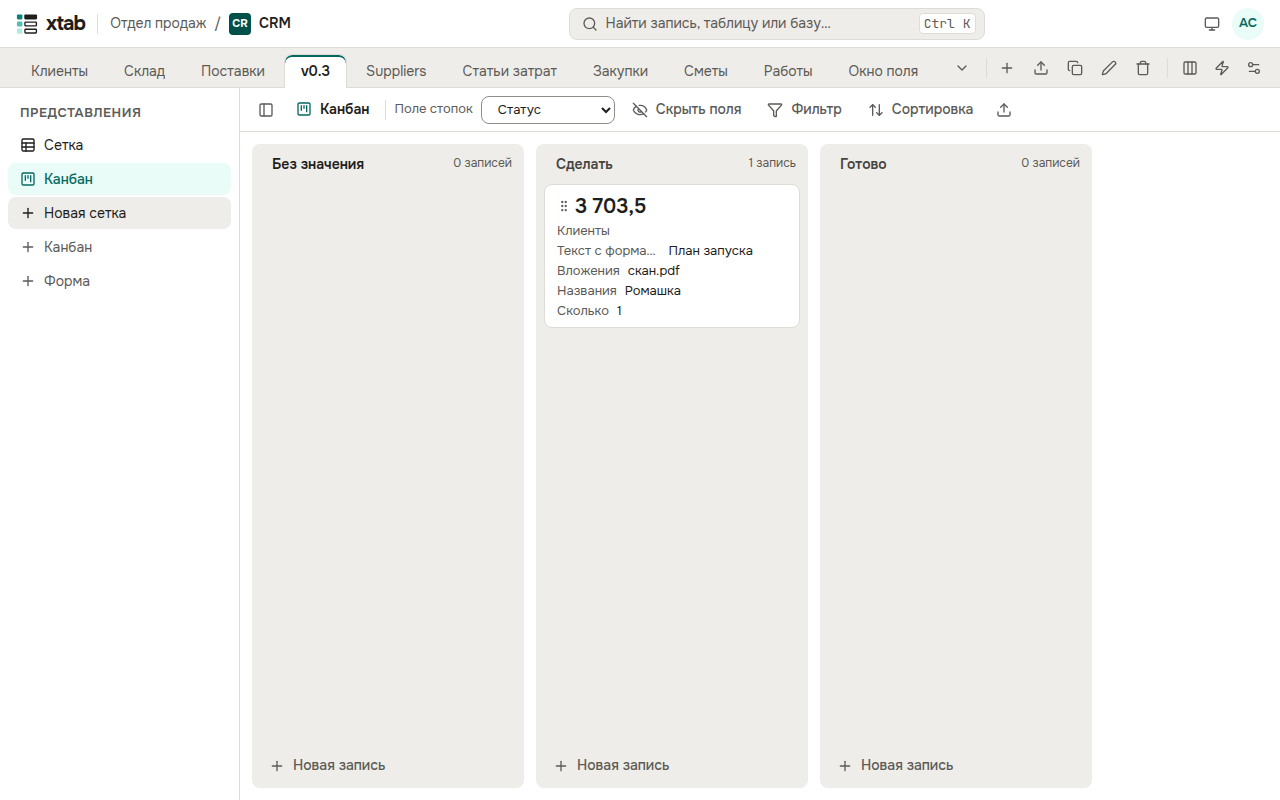 xtab
Отдел продаж / CR CRM
Найти запись, таблицу или базу... Ctrl K
AC
Клиенты Склад Поставки v0.3 Suppliers Статьи затрат Закупки Сметы Работы Окно поля
ПРЕДСТАВЛЕНИЯ
Сетка
Канбан
Новая сетка
Канбан
Форма
Канбан Поле стопок Статус Скрыть поля Фильтр Сортировка
Без значения 0 записей
Сделать 1 запись
3 703,5
Клиенты
Текст с форма... План запуска
Вложения скан.pdf
Названия Ромашка
Сколько 1
Готово 0 записей
Новая запись
Новая запись
Новая запись